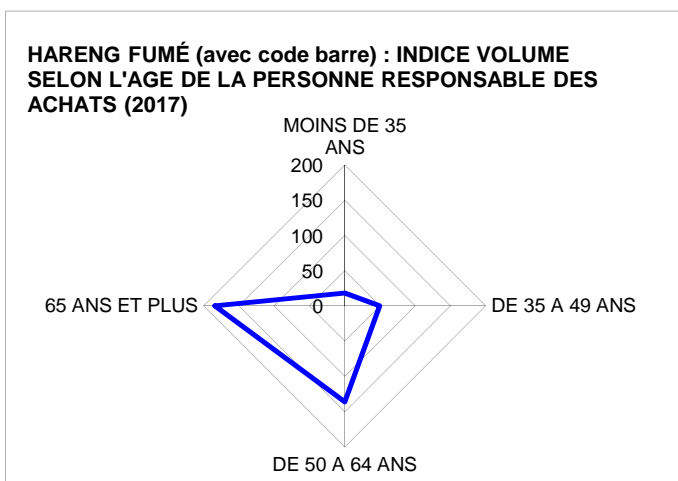 HARENG FUMÉ (avec code barre) : INDICE VOLUME
SELON L'AGE DE LA PERSONNE RESPONSABLE DES
ACHATS (2017)
MOINS DE 35
ANS
200
150
100
50
0
65 ANS ET PLUS
DE 35 A 49 ANS
DE 50 A 64 ANS